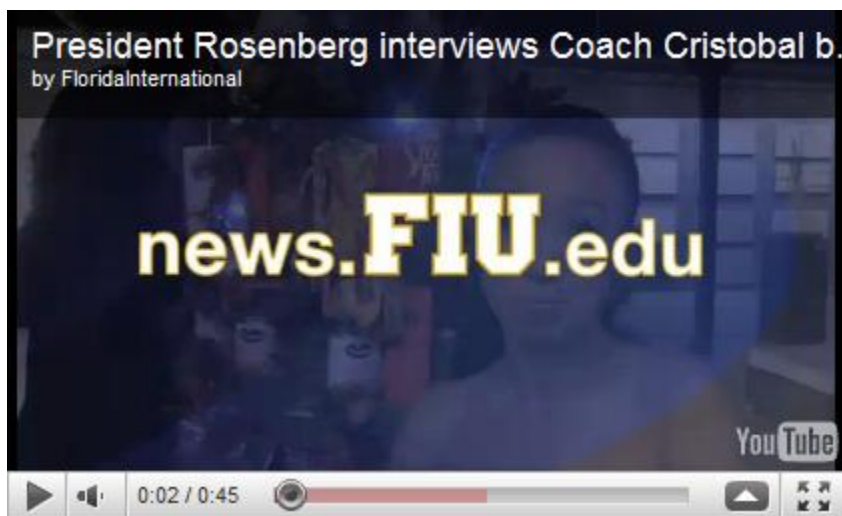 President Rosenberg interviews Coach Cristobal b.
by FloridaInternational
news.FIU.edu
YouTube
0:02 / 0:45